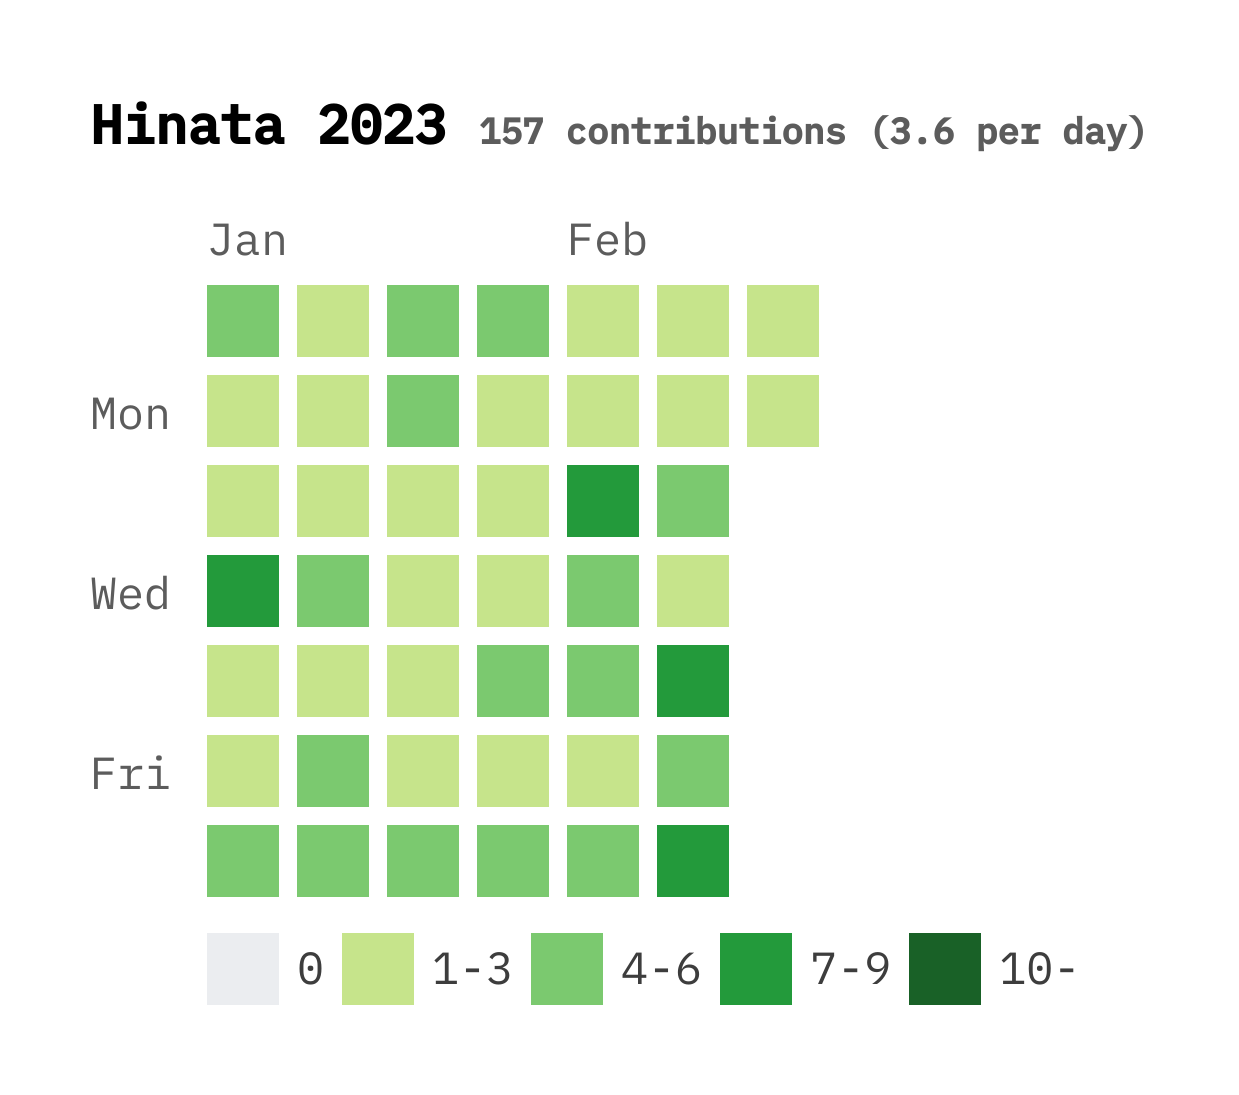 Hinata 2023 157 contributions (3.6 per day)
Jan Feb
Mon
Wed
Fri
0 1-3 4-6 7-9 10-